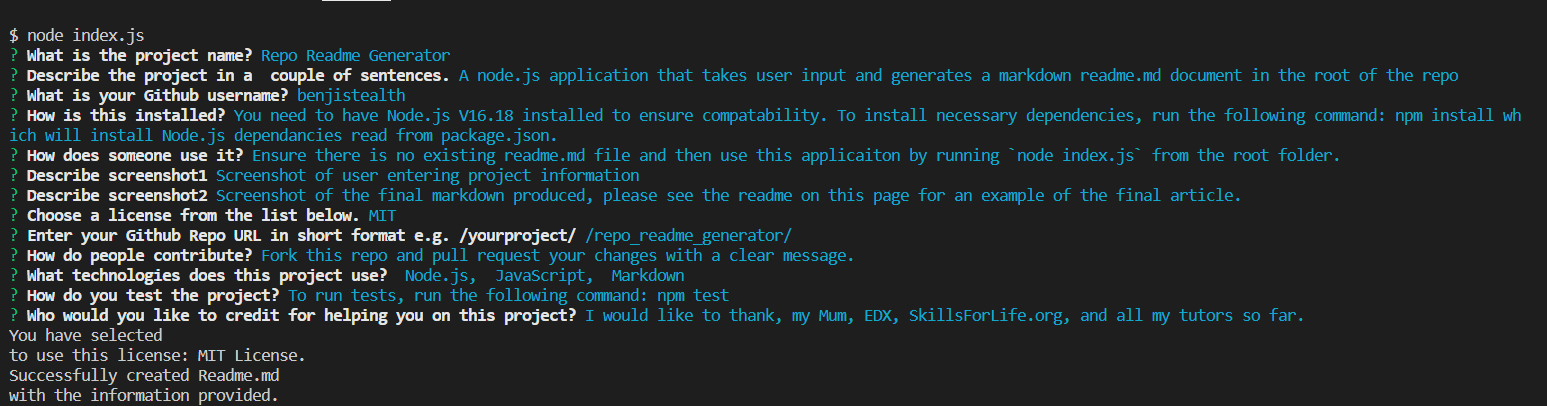 $ node index.js
? What is the project name? Repo Readme Generator
? Describe the project in a  couple of sentences. A node.js application that takes user input and generates a markdown readme.md document in the root of the repo
? What is your Github username? benjistealth
? How is this installed? You need to have Node.js V16.18 installed to ensure compatability. To install necessary dependencies, run the following command: npm install wh
ich will install Node.js dependancies read from package.json.
? How does someone use it? Ensure there is no existing readme.md file and then use this applicaiton by running `node index.js` from the root folder.
? Describe screenshot1 Screenshot of user entering project information
? Describe screenshot2 Screenshot of the final markdown produced, please see the readme on this page for an example of the final article.
? Choose a license from the list below. MIT
? Enter your Github Repo URL in short format e.g. /yourproject/ /repo_readme_generator/
? How do people contribute? Fork this repo and pull request your changes with a clear message.
? What technologies does this project use?  Node.js,  JavaScript,  Markdown
? How do you test the project? To run tests, run the following command: npm test
? Who would you like to credit for helping you on this project? I would like to thank, my Mum, EDX, SkillsForLife.org, and all my tutors so far.
You have selected
to use this license: MIT License.
Successfully created Readme.md
with the information provided.